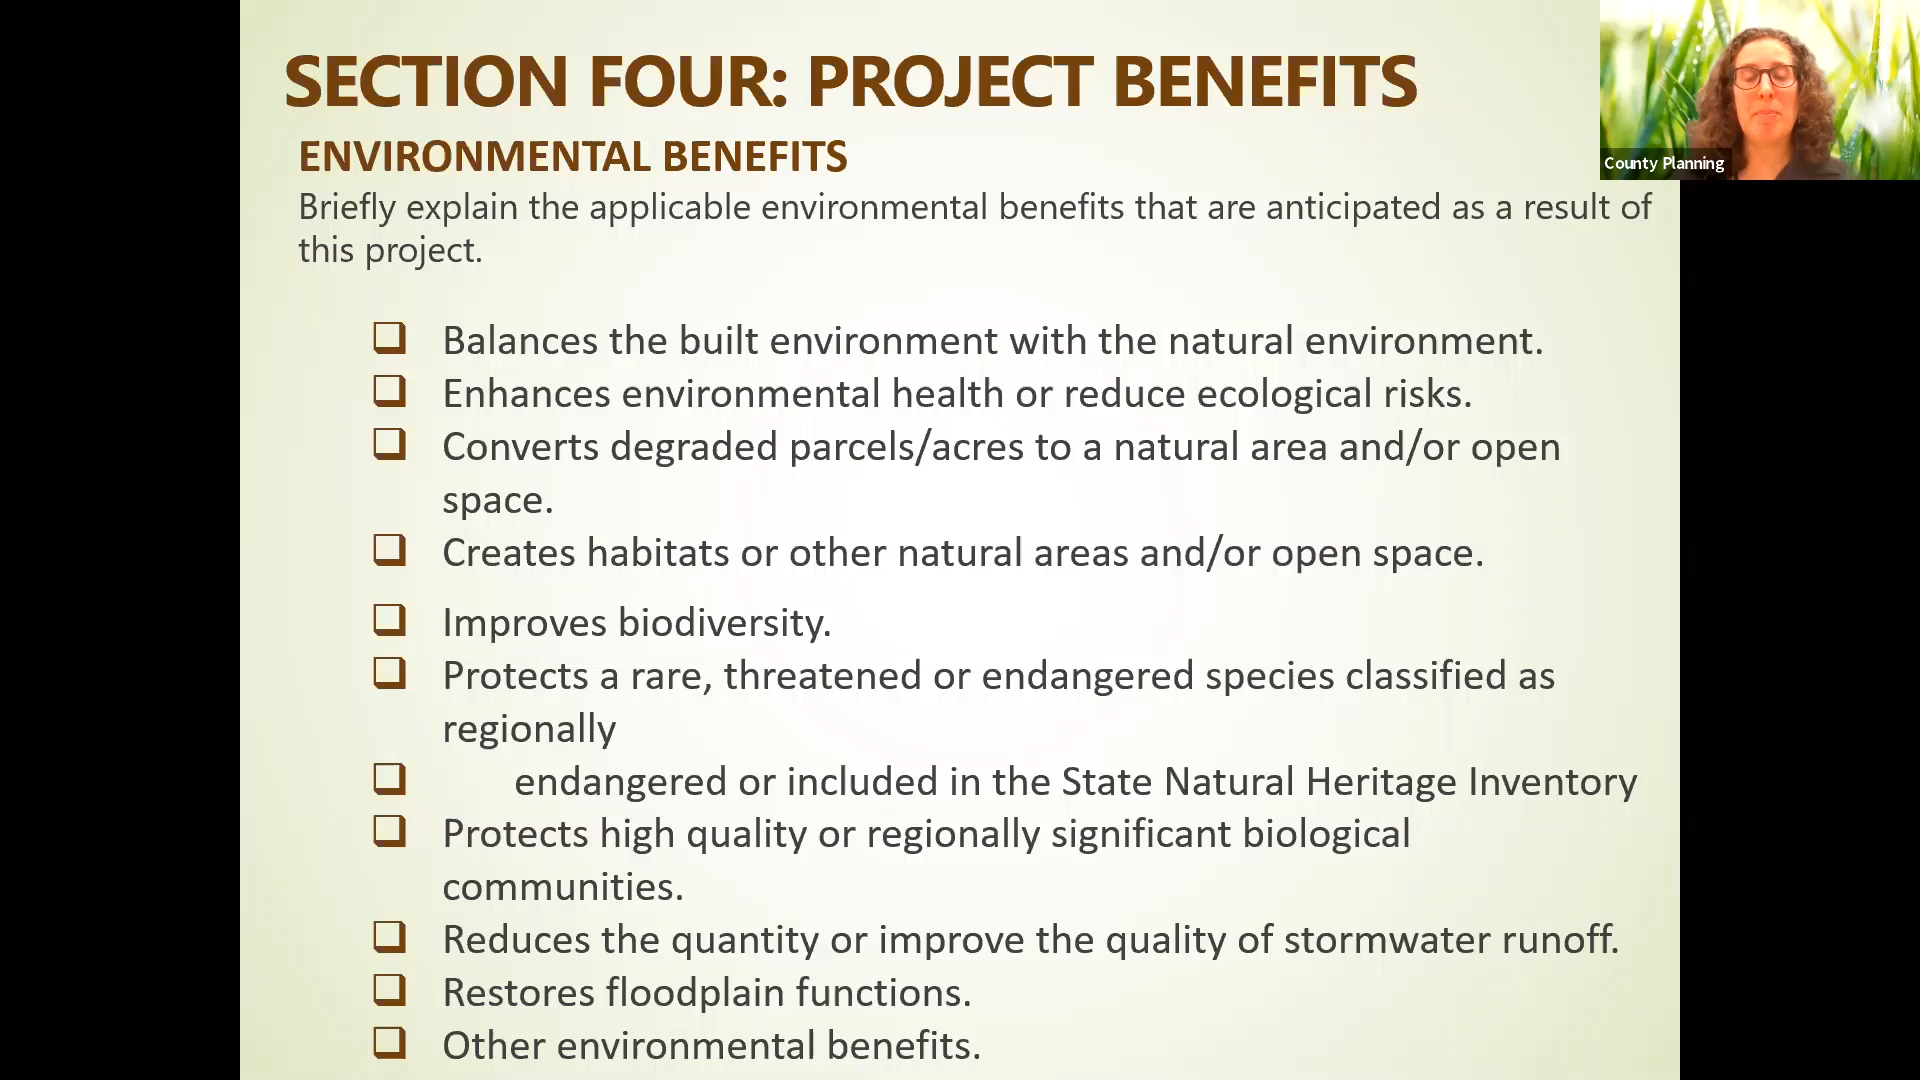 SECTION FOUR: PROJECT BENEFITS
County Planning
ENVIRONMENTAL BENEFITS
Briefly explain the applicable environmental benefits that are anticipated as a result of
this project.
Balances the built environment with the natural environment.
Enhances environmental health or reduce ecological risks.
Converts degraded parcels/acres to a natural area and/or open
space.
Creates habitats or other natural areas and/or open space.
Improves biodiversity.
Protects a rare, threatened or endangered species classified as
regionally
endangered or included in the State Natural Heritage Inventory
Protects high quality or regionally significant biological
communities.
Reduces the quantity or improve the quality of stormwater runoff.
Restores floodplain functions.
Other environmental benefits.